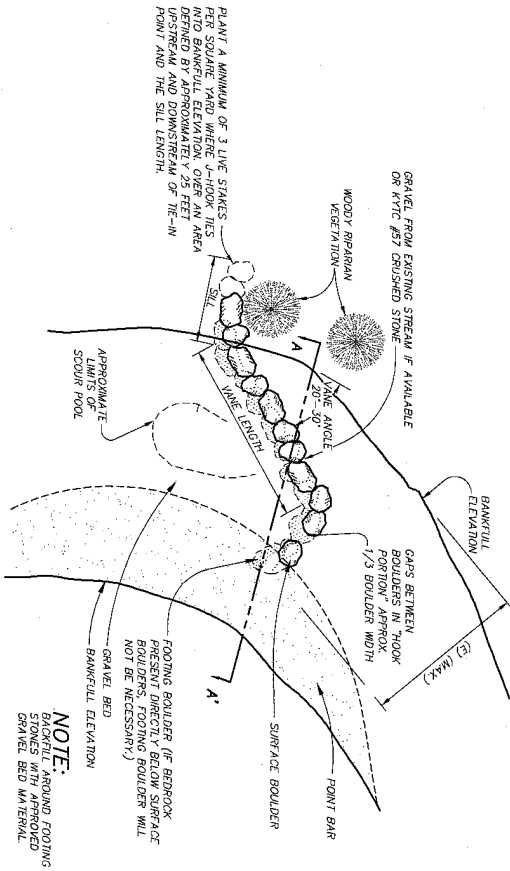 PLANT A MINIMUM OF 3 LIVE STAKES
PER SQUARE YARD WHERE J-HOOK TIES
INTO BANKFULL ELEVATION, OVER AN AREA
DEFINED BY APPROXIMATELY 25 FEET
UPSTREAM AND DOWNSTREAM OF TIE-IN
POINT AND THE SILL LENGTH.
GRAVEL FROM EXISTING STREAM IF AVAILABLE
OR KYTC #57 CRUSHED STONE
WOODY RIPARIAN
VEGETATION
SILL
A
VANE ANGLE
20°-30°
VANE LENGTH
APPROXIMATE
LIMITS OF
SCOUR POOL
BANKFULL
ELEVATION
(E) (MAX.)
GAPS BETWEEN
BOULDERS IN "HOOK
PORTION" APPROX.
1/3 BOULDER WIDTH
POINT BAR
SURFACE BOULDER
FOOTING BOULDER (IF BEDROCK
PRESENT DIRECTLY BELOW SURFACE
BOULDERS, FOOTING BOULDER WILL
NOT BE NECESSARY.)
A'
GRAVEL BED
BANKFULL ELEVATION
NOTE:
BACKFILL AROUND FOOTING
STONES WITH APPROVED
GRAVEL BED MATERIAL.